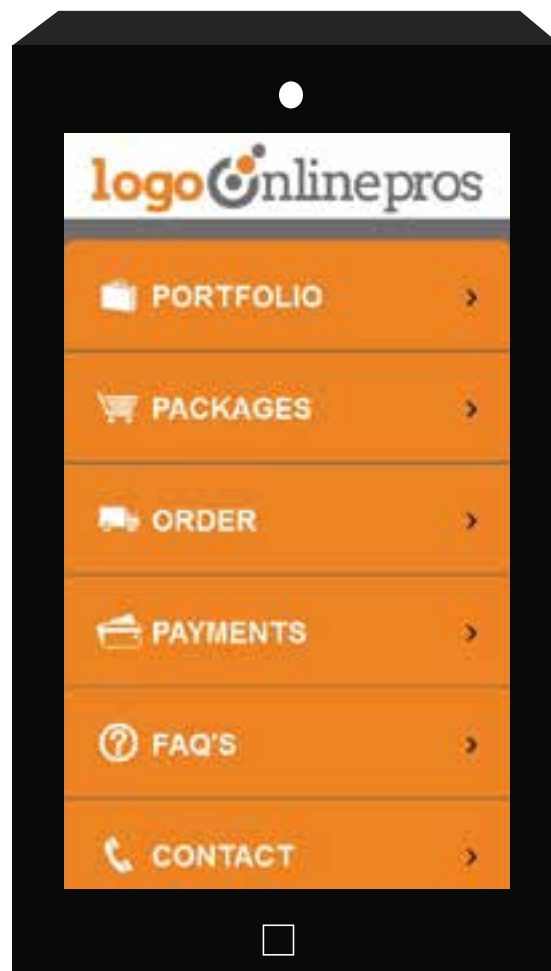 logoOnlinepros
PORTFOLIO
PACKAGES
ORDER
PAYMENTS
FAQ'S
CONTACT